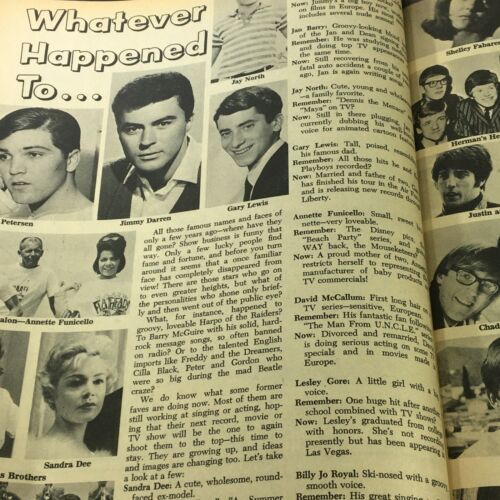 Whatever
Happened
To...
Jay North
Petersen
Jimmy Darren
Gary Lewis
Annette Funicello
Sandra Dee
Brothers
All those familiar names and faces of
only a few years ago—where have they
all gone? Show business is funny that
way. Only a few lucky people find
fame and fortune, and before you turn
around it seems that a once familiar
face has completely disappeared from
view! There are those stars who go on
to even greater heights, but what of
the personalities who shone only brief-
ly and then went out of the public eye?
What, for instance, happened to
groovy, loveable Harpo of the Raiders?
To Barry McGuire with his solid, hard-
rock message songs, so often banned
on radio? Or to the talented English
imports like Freddy and the Dreamers,
Cilla Black, Peter and Gordon who
were so big during the mad Beatle
craze?
We do know what some former
faves are doing now. Most of them are
still working at singing or acting, hop-
ing that their next record, movie or
TV show will be the one to again
shoot them to the top—this time to
stay. They are growing up, and ideas
and images are changing too. Let's take
a look at a few:
Sandra Dee: A cute, wholesome, round-
faced ex-model.
Summer
Now: Jimmy's a big
on films in Europe. His
includes several nude
Jan Barry: Groovy-looking
of the Jan and Dean
Remember: He was studying
and doing top TV
the same time.
Now: Still recovering from
fatal auto accident a couple of
ago, Jan is again writing
Jay North: Cute, young and
—a family favorite.
Remember: "Dennis the Menace"
"Maya" on TV?
Now: Still in there plugging,
currently dubbing his
voice for animated cartoon
Gary Lewis: Tall, poised,
his famous dad.
Remember: All those hits he and
Playboys recorded?
Now: Married and father of two,
has finished his tour in the
and is releasing new records
Liberty.
Annette Funicello: Small, sweet
nette—very loveable.
Remember: The Disney
"Beach Party" series,
WAY back, the Mouseketeers?
Now: A proud mother of two,
restricts herself to representing
manufacturer of baby products
TV commercials!
David McCallum: First long hair on
TV series—sensitive, European.
Remember: His fantastic fan following
"The Man From U.N.C.L.E."
Now: Divorced and remarried,
is doing serious acting on some
specials and in movies made
Europe.
Lesley Gore: A little girl with a
voice.
Remember: One huge hit after another
school combined with TV shows
Now: Lesley's graduated from college
with honors. She's not recording
presently but has been appearing
Las Vegas.
Billy Jo Royal: Ski-nosed with a groovy
smile.
Remember: His great singing
Shelley Fabares
Herman's
Justin
Chad